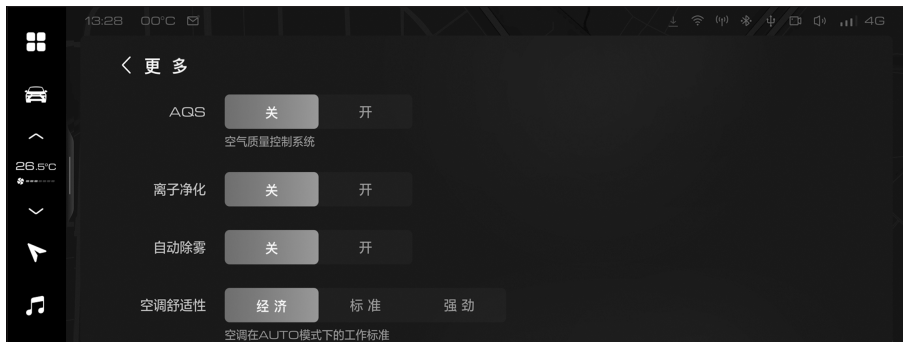 13:28 00°C 4G
更多
AQS 关 开
空气质量控制系统
26.5°C
离子净化 关 开
自动除雾 关 开
空调舒适性 经济 标准 强劲
空调在AUTO模式下的工作标准